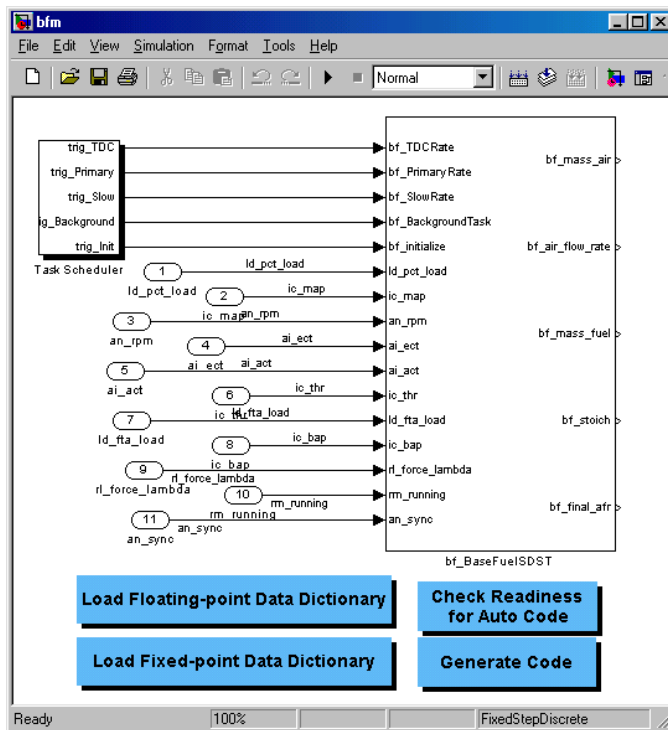 bfm
File Edit View Simulation Format Tools Help
Normal
trig_TDC
trig_Primary
trig_Slow
ig_Background
trig_Init
Task Scheduler
bf_TDCRate
bf_PrimaryRate
bf_SlowRate
bf_BackgroundTask
bf_initialize
ld_pct_load
ic_map
an_rpm
ai_ect
ai_act
ic_thr
ld_fta_load
ic_bap
rl_force_lambda
rm_running
an_sync
bf_mass_air
bf_air_flow_rate
bf_mass_fuel
bf_stoich
bf_final_afr
bf_BaseFuelSDST
1
ld_pct_load
ld_pct_load
2
ic_map
ic_map
3
an_rpm
an_rpm
4
ai_ect
ai_ect
5
ai_act
ai_act
6
ic_thr
ic_thr
7
ld_fta_load
ld_fta_load
8
ic_bap
ic_bap
9
rl_force_lambda
rl_force_lambda
10
rm_running
rm_running
11
an_sync
an_sync
Load Floating-point Data Dictionary
Check Readiness
for Auto Code
Load Fixed-point Data Dictionary
Generate Code
Ready 100% FixedStepDiscrete